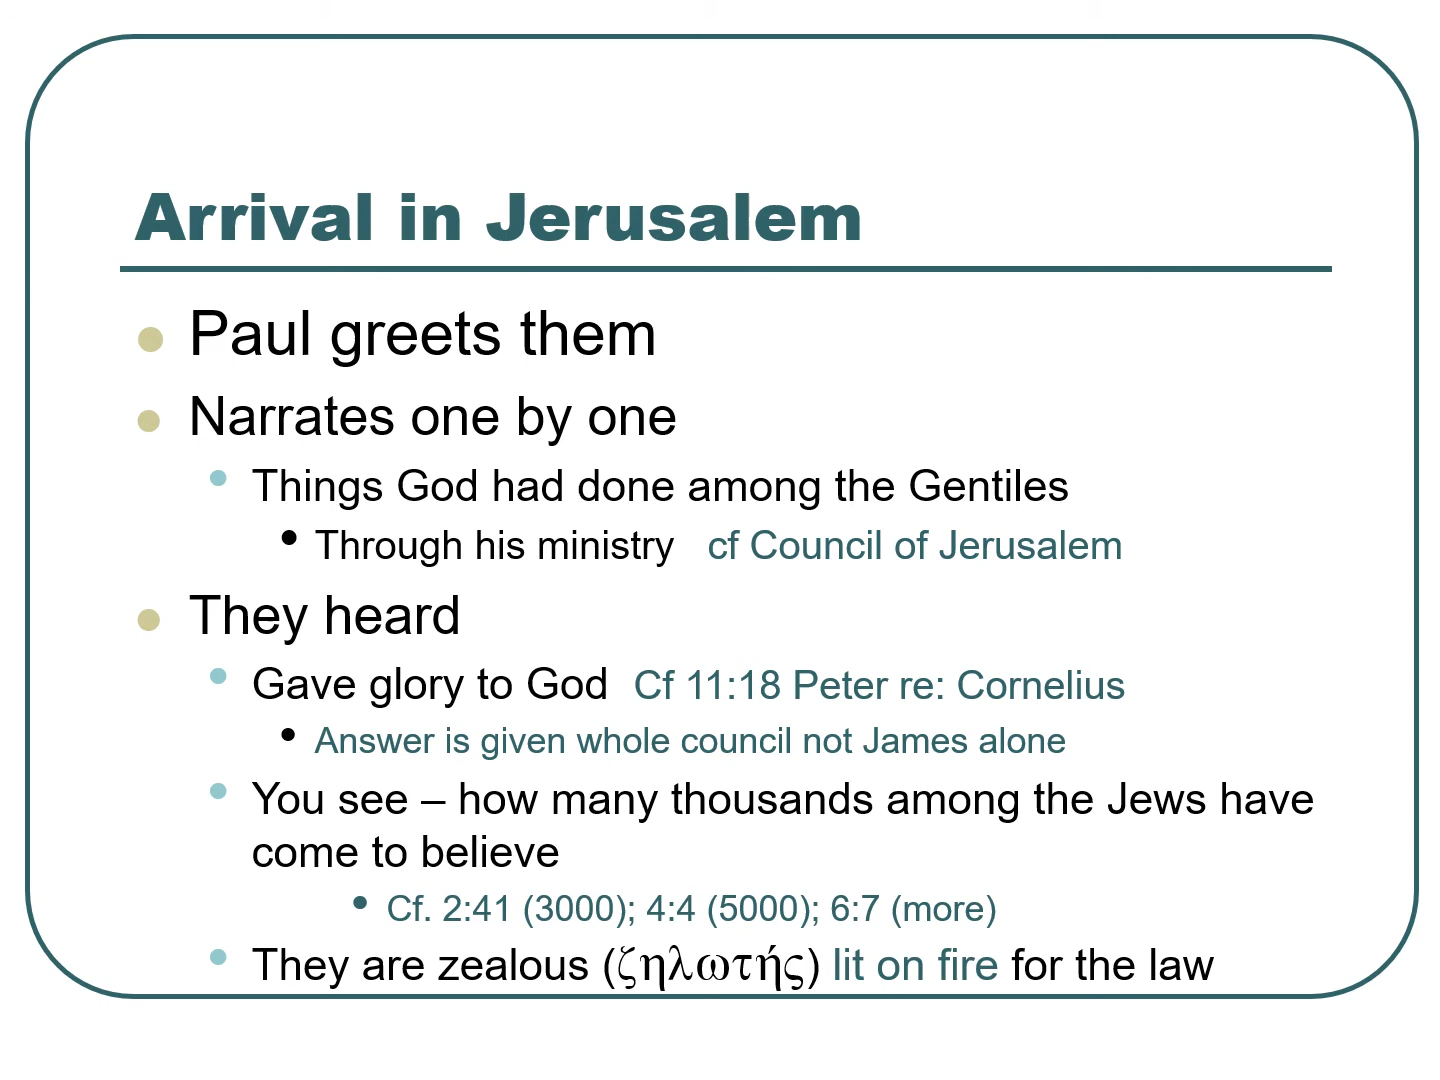 Arrival in Jerusalem
Paul greets them
Narrates one by one
Things God had done among the Gentiles
Through his ministry cf Council of Jerusalem
They heard
Gave glory to God Cf 11:18 Peter re: Cornelius
Answer is given whole council not James alone
You see – how many thousands among the Jews have
come to believe
Cf. 2:41 (3000); 4:4 (5000); 6:7 (more)
They are zealous (ζηλωτής) lit on fire for the law